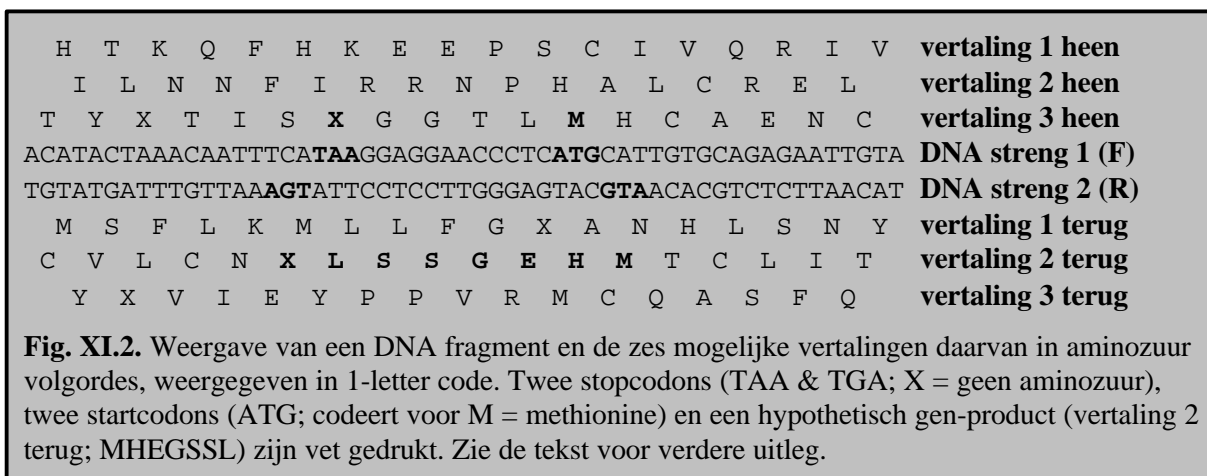 H T K Q F H K E E P S C I V Q R I V vertaling 1 heen
I L N N F I R R N P H A L C R E L vertaling 2 heen
T Y X T I S X G G T L M H C A E N C vertaling 3 heen
ACATACTAAACAATTTCATAAGGAGGAACCCTCATGCATTGTGCAGAGAATTGTA DNA streng 1 (F)
TGTATGATTTGTTAAAGTATTCCTCCTTGGGAGTACGTAACACGTCTCTTAACAT DNA streng 2 (R)
M S F L K M L L F G X A N H L S N Y vertaling 1 terug
C V L C N X L S S G E H M T C L I T vertaling 2 terug
Y X V I E Y P P V R M C Q A S F Q vertaling 3 terug
Fig. XI.2. Weergave van een DNA fragment en de zes mogelijke vertalingen daarvan in aminozuur
volgordes, weergegeven in 1-letter code. Twee stopcodons (TAA & TGA; X = geen aminozuur),
twee startcodons (ATG; codeert voor M = methionine) en een hypothetisch gen-product (vertaling 2
terug; MHEGSSL) zijn vet gedrukt. Zie de tekst voor verdere uitleg.